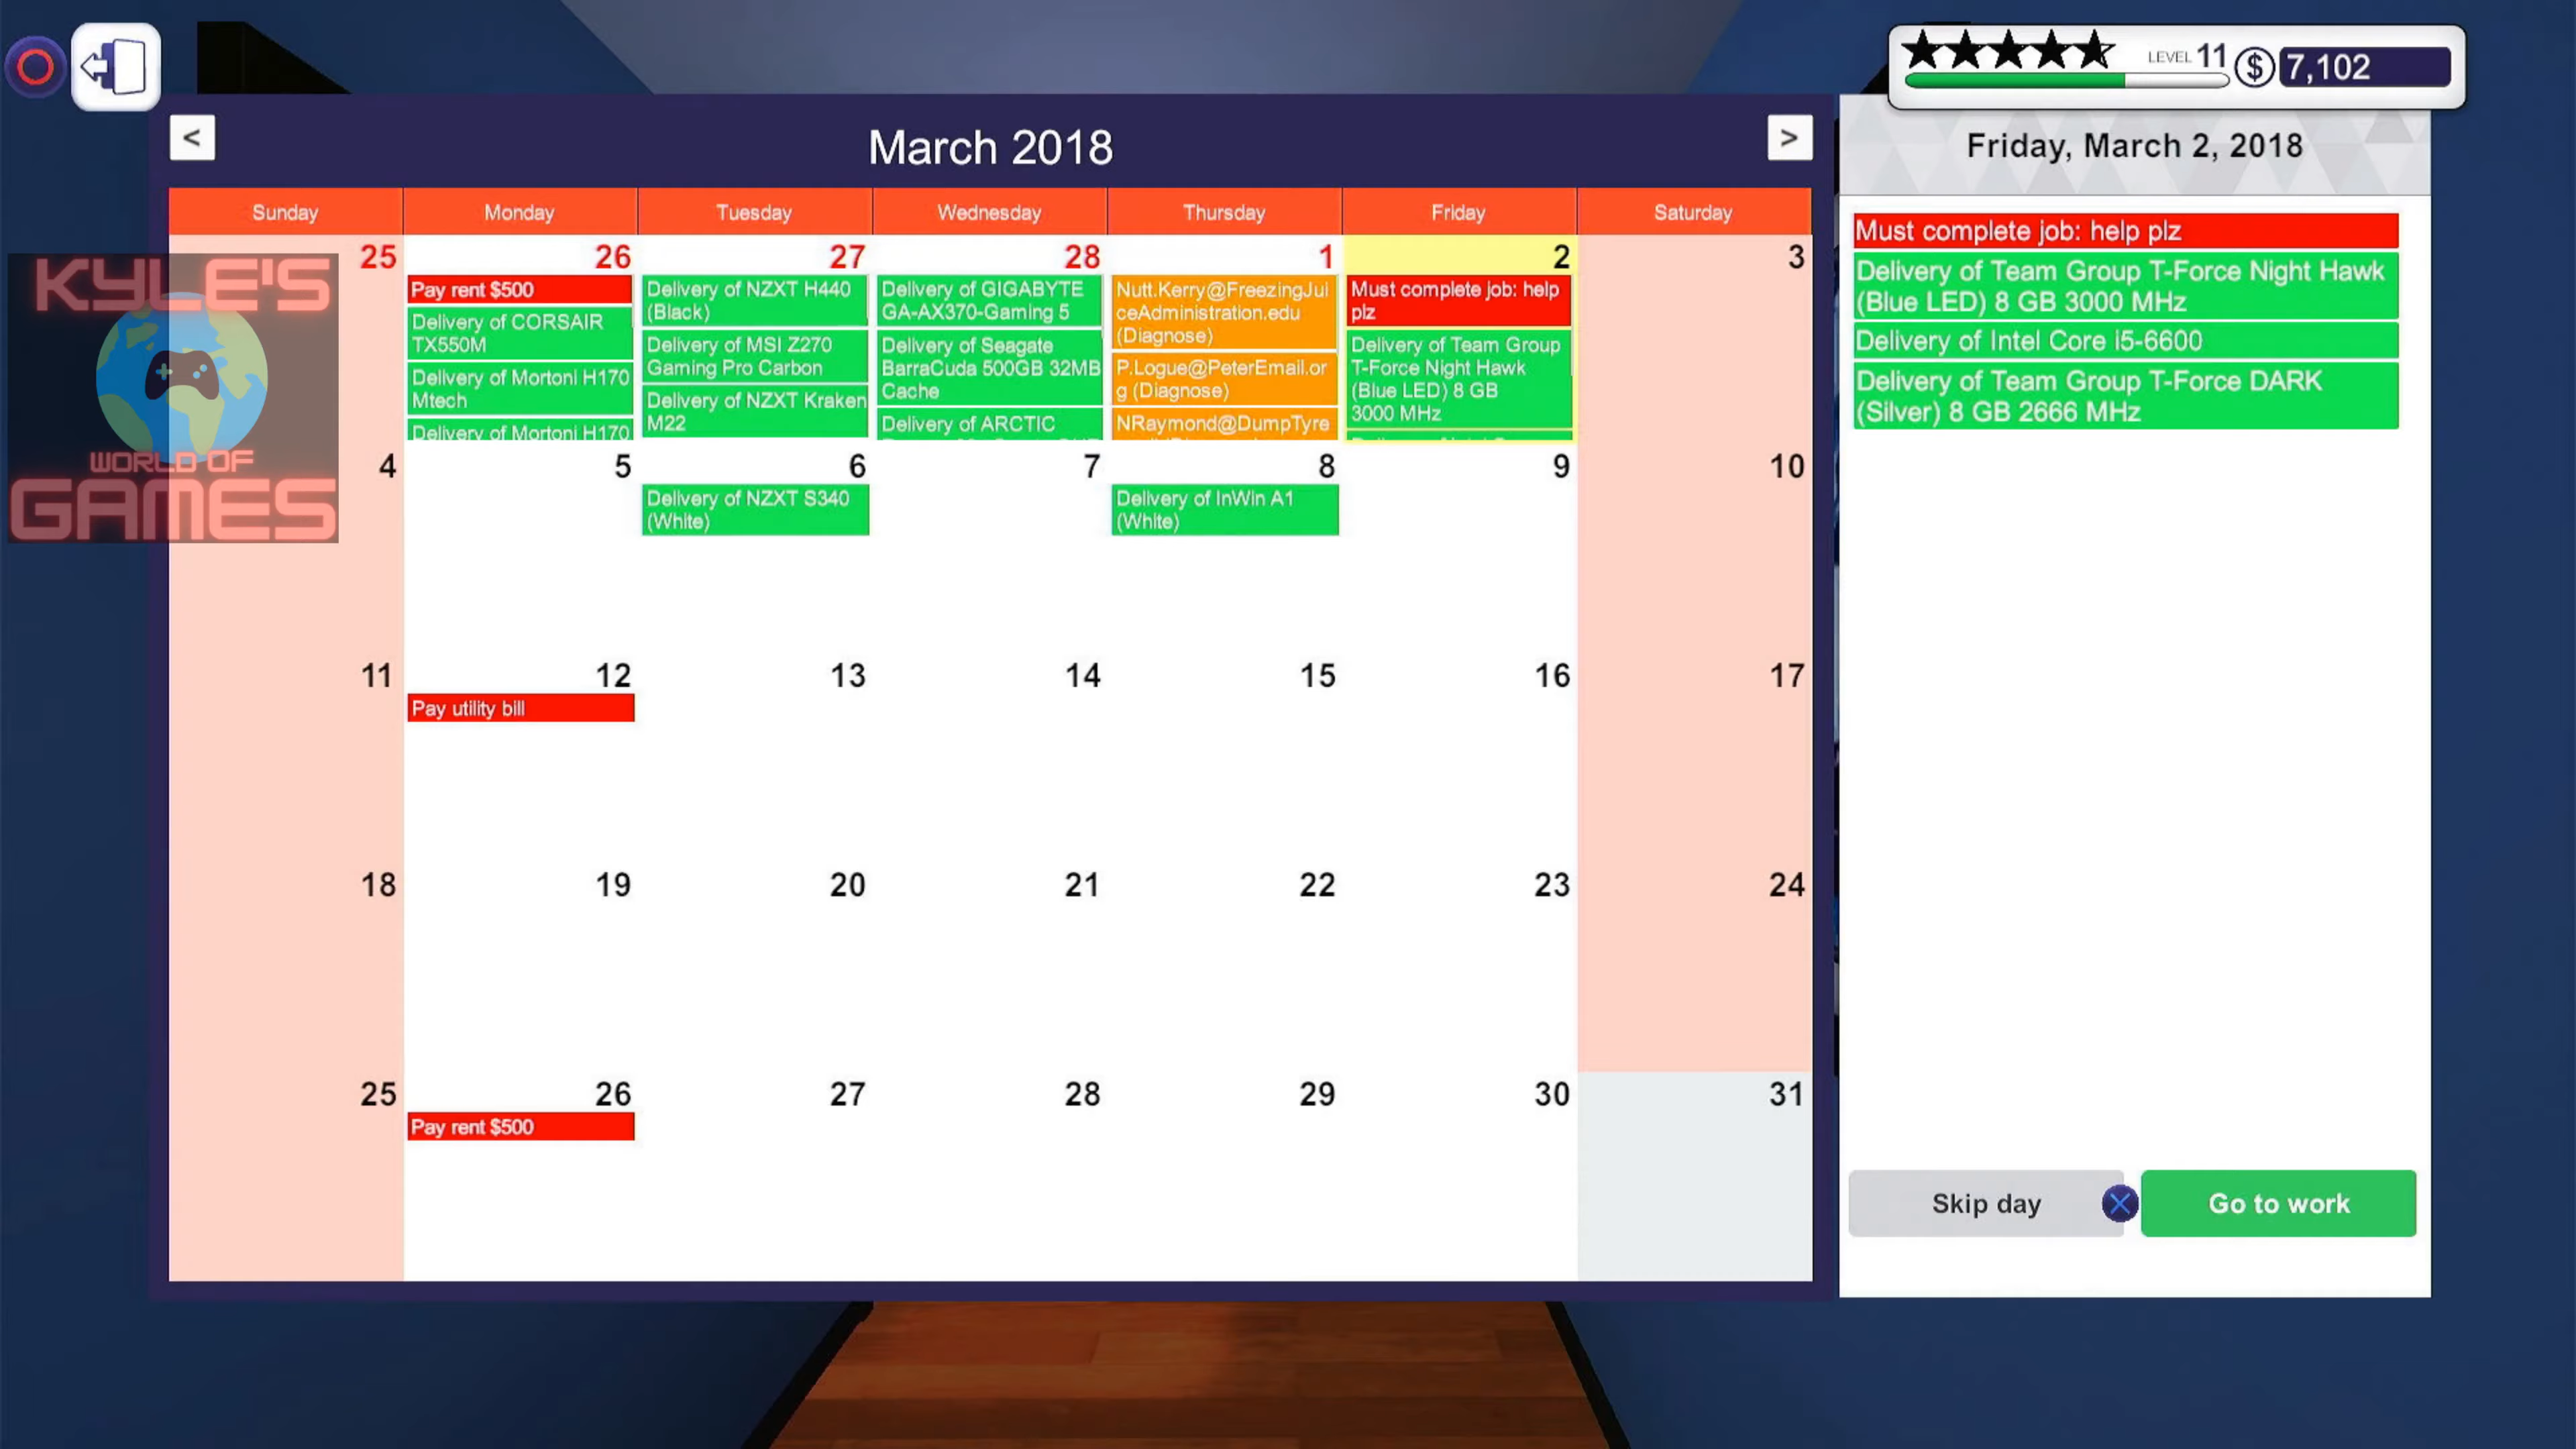 LEVEL 11
$ 7,102
<
March 2018
>
Friday, March 2, 2018
Sunday Monday Tuesday Wednesday Thursday Friday Saturday
25
26
Pay rent $500
Delivery of CORSAIR
TX550M
Delivery of Mortoni H170
Mtech
Delivery of Mortoni H170
27
Delivery of NZXT H440
(Black)
Delivery of MSI Z270
Gaming Pro Carbon
Delivery of NZXT Kraken
M22
28
Delivery of GIGABYTE
GA-AX370-Gaming 5
Delivery of Seagate
BarraCuda 500GB 32MB
Cache
Delivery of ARCTIC
1
Nutt.Kerry@FreezingJui
ceAdministration.edu
(Diagnose)
P.Logue@PeterEmail.or
g (Diagnose)
NRaymond@DumpTyre
2
Must complete job: help
plz
Delivery of Team Group
T-Force Night Hawk
(Blue LED) 8 GB
3000 MHz
3
4
5
6
Delivery of NZXT S340
(White)
7
8
Delivery of InWin A1
(White)
9
10
11
12
Pay utility bill
13
14
15
16
17
18
19
20
21
22
23
24
25
26
Pay rent $500
27
28
29
30
31
Must complete job: help plz
Delivery of Team Group T-Force Night Hawk
(Blue LED) 8 GB 3000 MHz
Delivery of Intel Core i5-6600
Delivery of Team Group T-Force DARK
(Silver) 8 GB 2666 MHz
Skip day
Go to work
KYLE'S
WORLD OF
GAMES